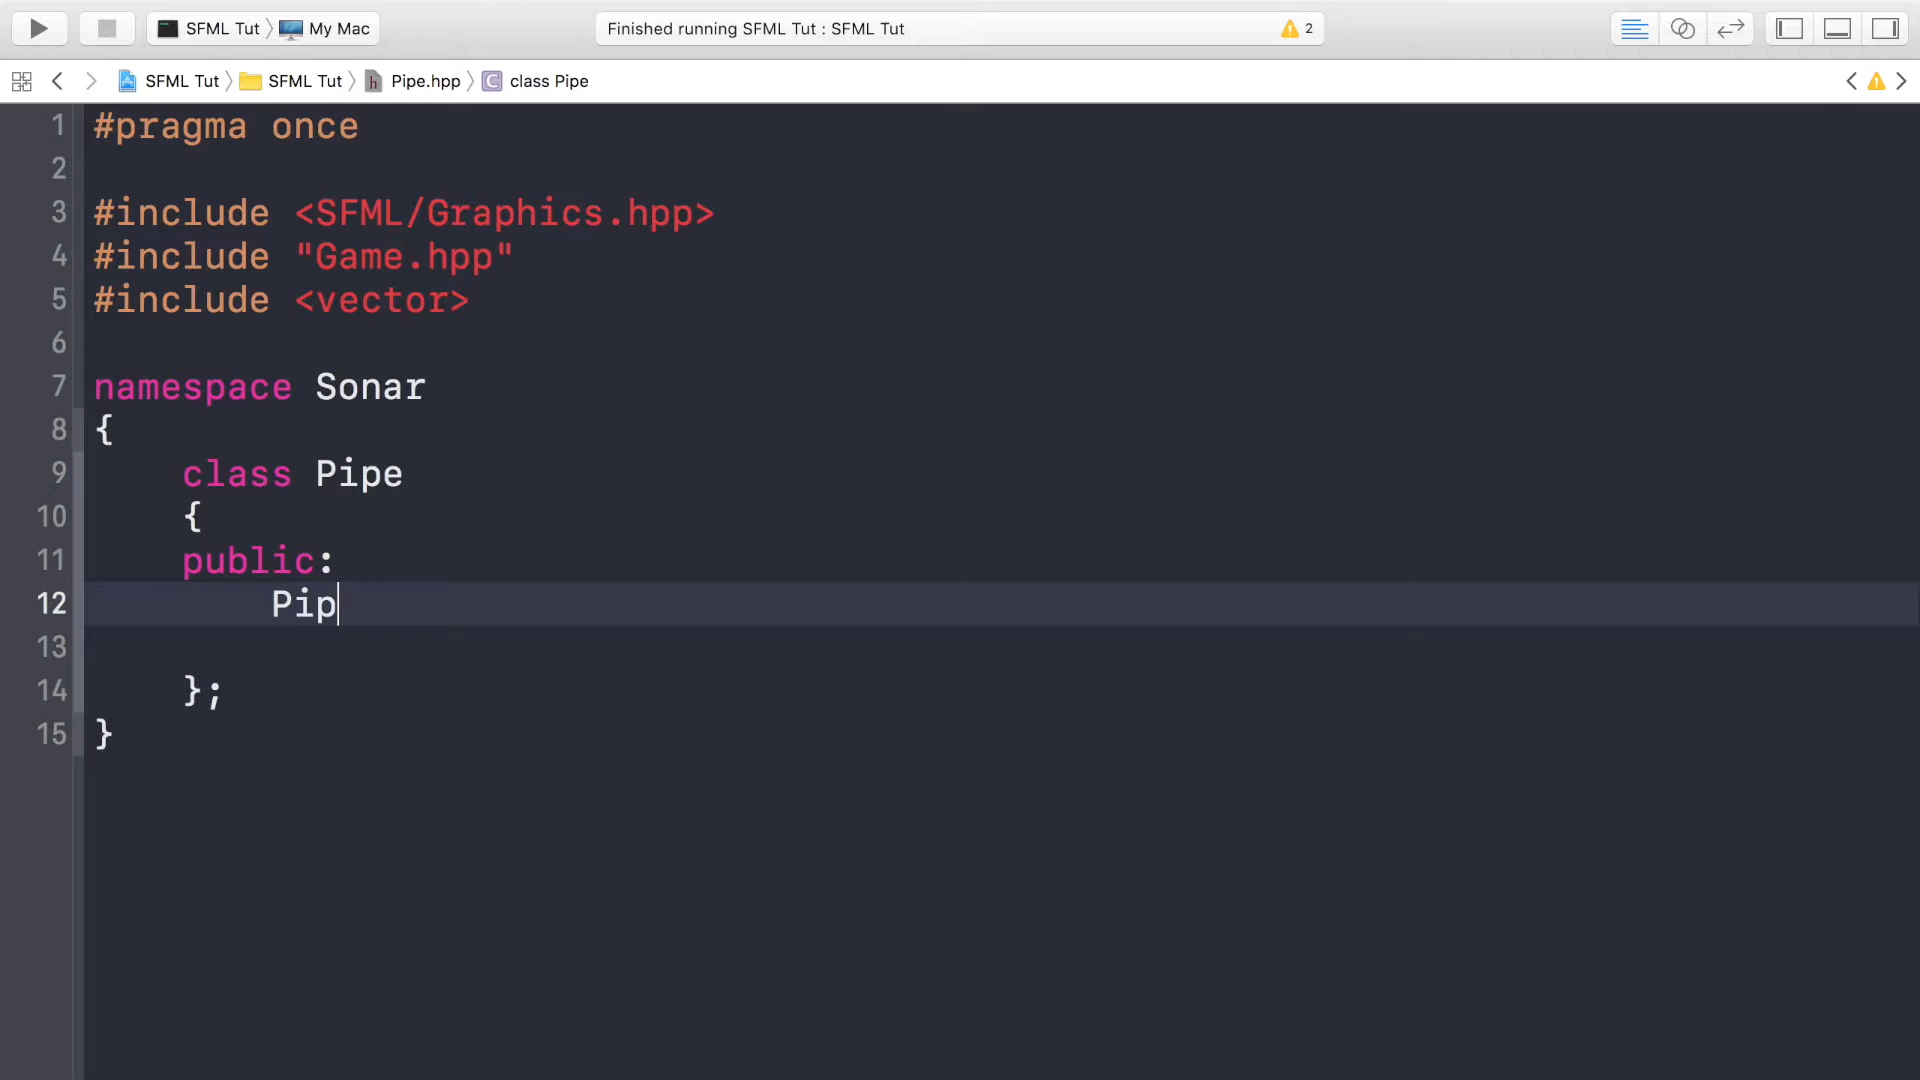 SFML Tut My Mac Finished running SFML Tut : SFML Tut 2
SFML Tut SFML Tut h Pipe.hpp C class Pipe
1 #pragma once
2
3 #include <SFML/Graphics.hpp>
4 #include "Game.hpp"
5 #include <vector>
6
7 namespace Sonar
8 {
9 class Pipe
10 {
11 public:
12 Pip
13
14 };
15 }